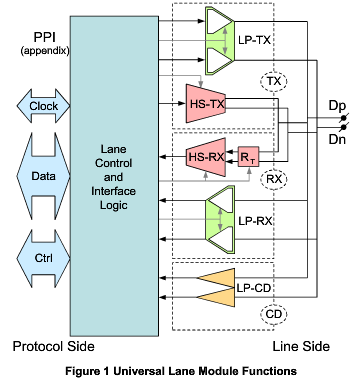 PPI
(appendix)
Clock
Data
Ctrl
Lane
Control
and
Interface
Logic
LP-TX
TX
HS-TX
HS-RX
RT
RX
LP-RX
LP-CD
CD
Dp
Dn
Protocol Side
Line Side
Figure 1 Universal Lane Module Functions